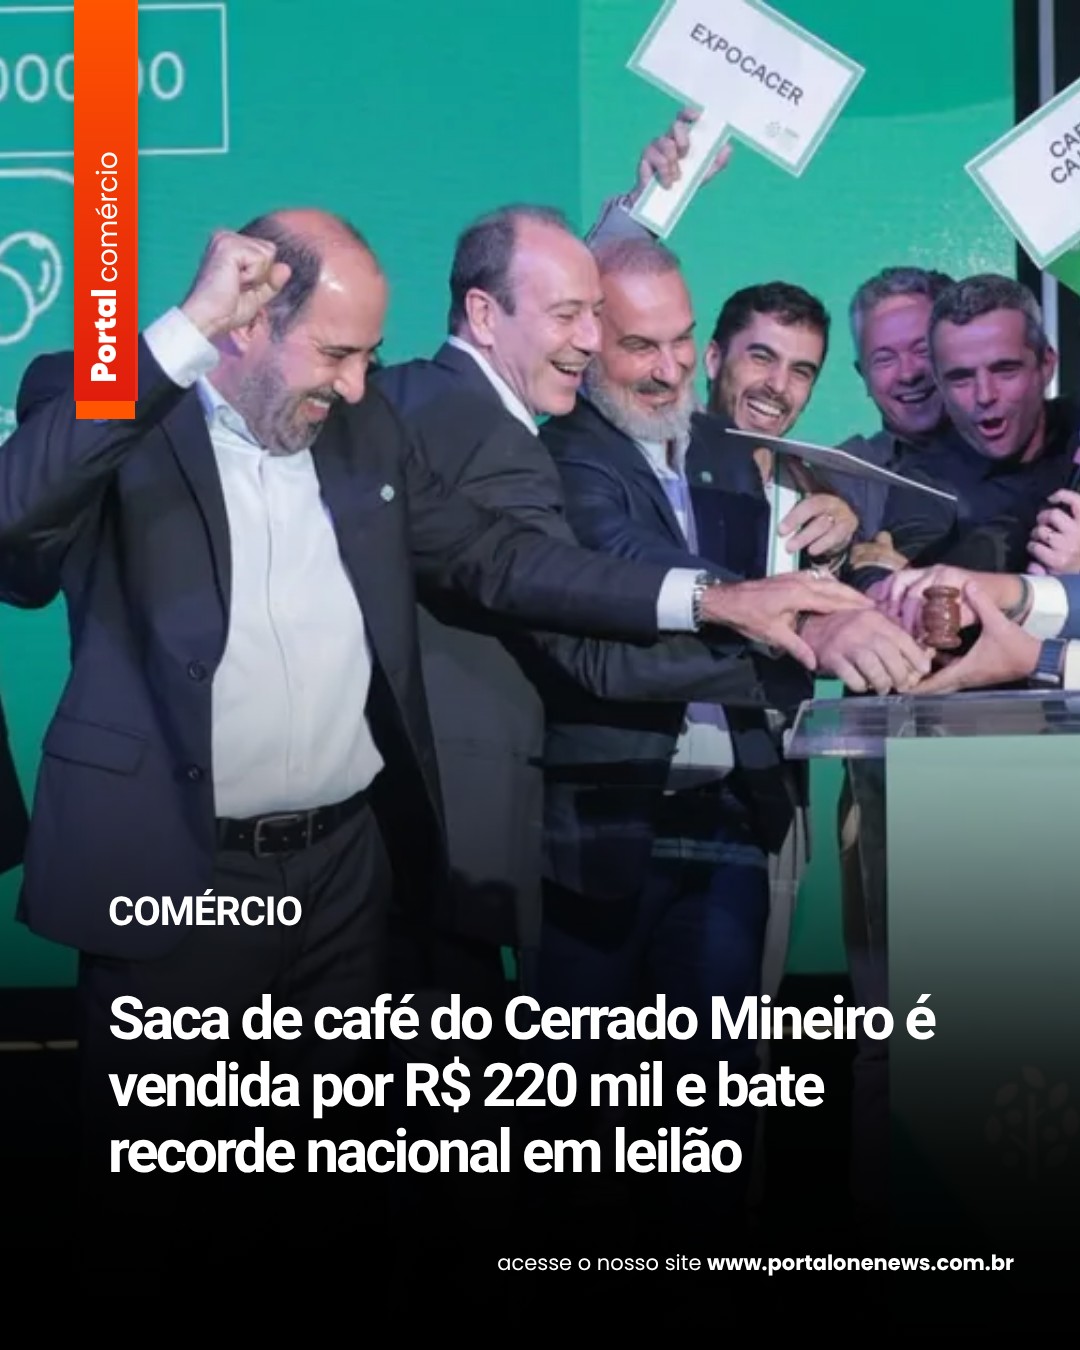 EXPOCACER
Portal comércio
COMÉRCIO
Saca de café do Cerrado Mineiro é
vendida por R$ 220 mil e bate
recorde nacional em leilão
acesse o nosso site www.portalonenews.com.br